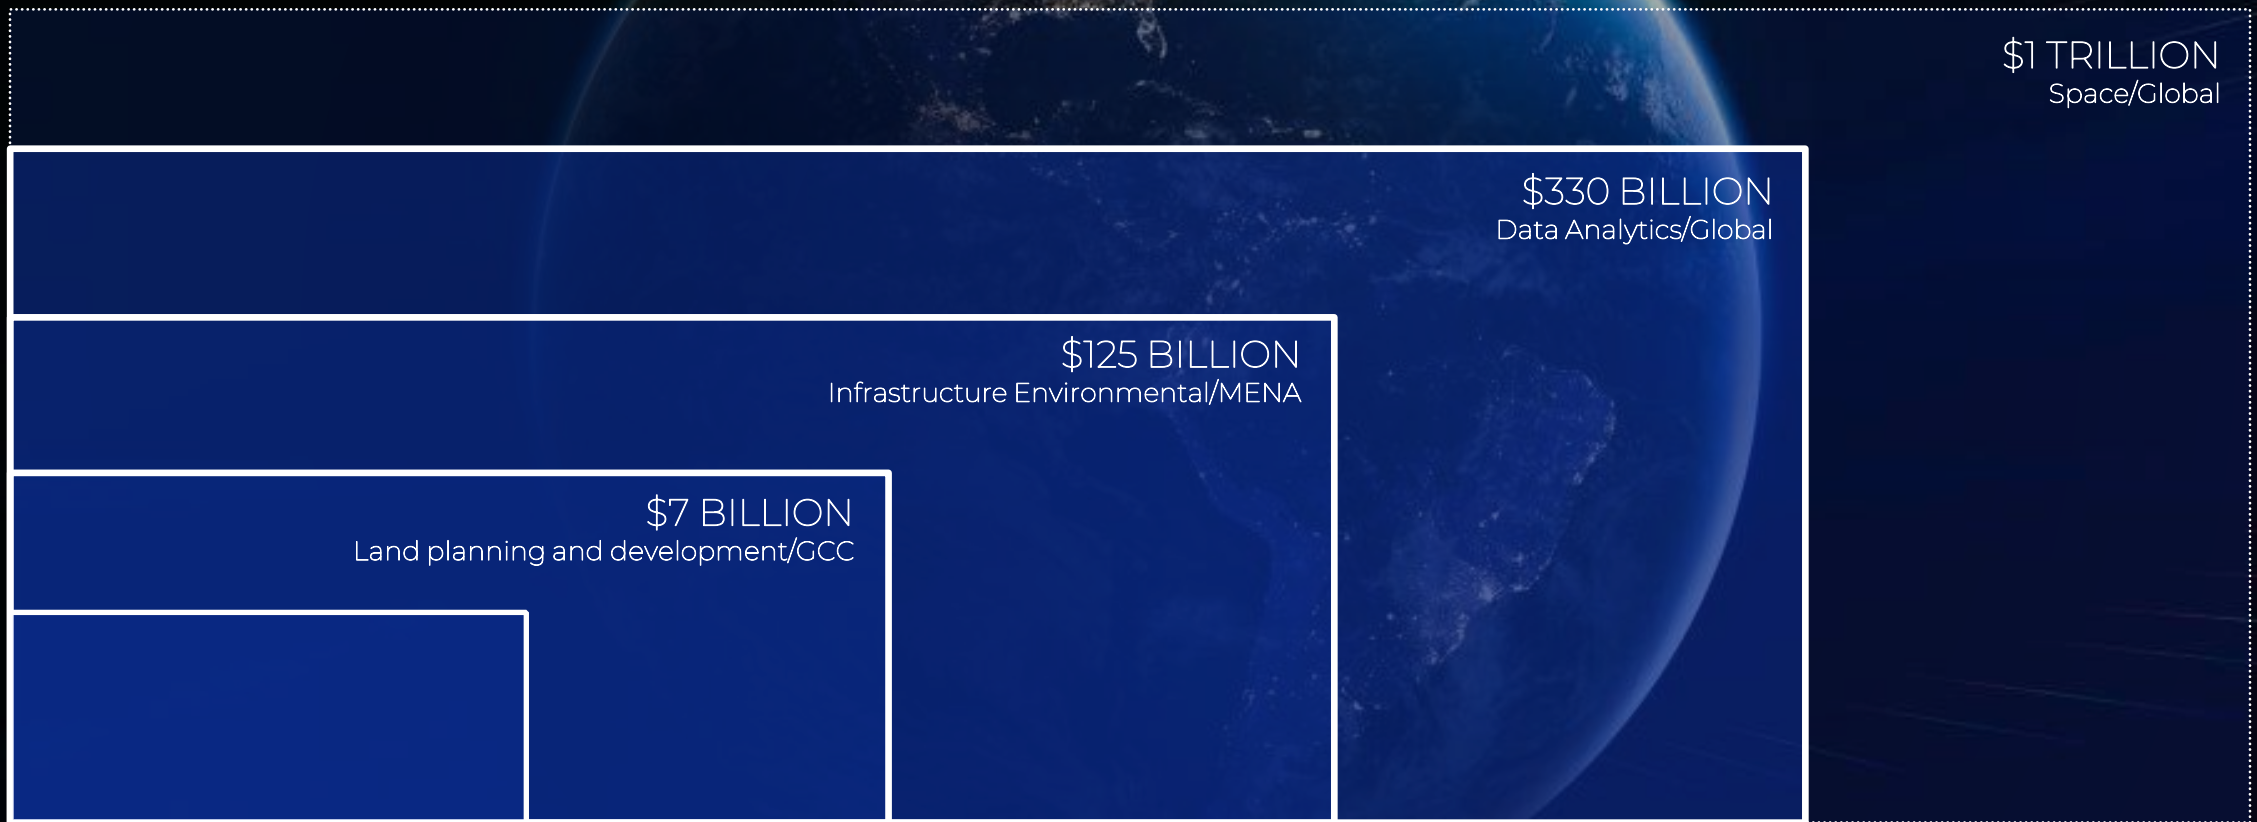 $1 TRILLION
Space/Global
$330 BILLION
Data Analytics/Global
$125 BILLION
Infrastructure Environmental/MENA
$7 BILLION
Land planning and development/GCC